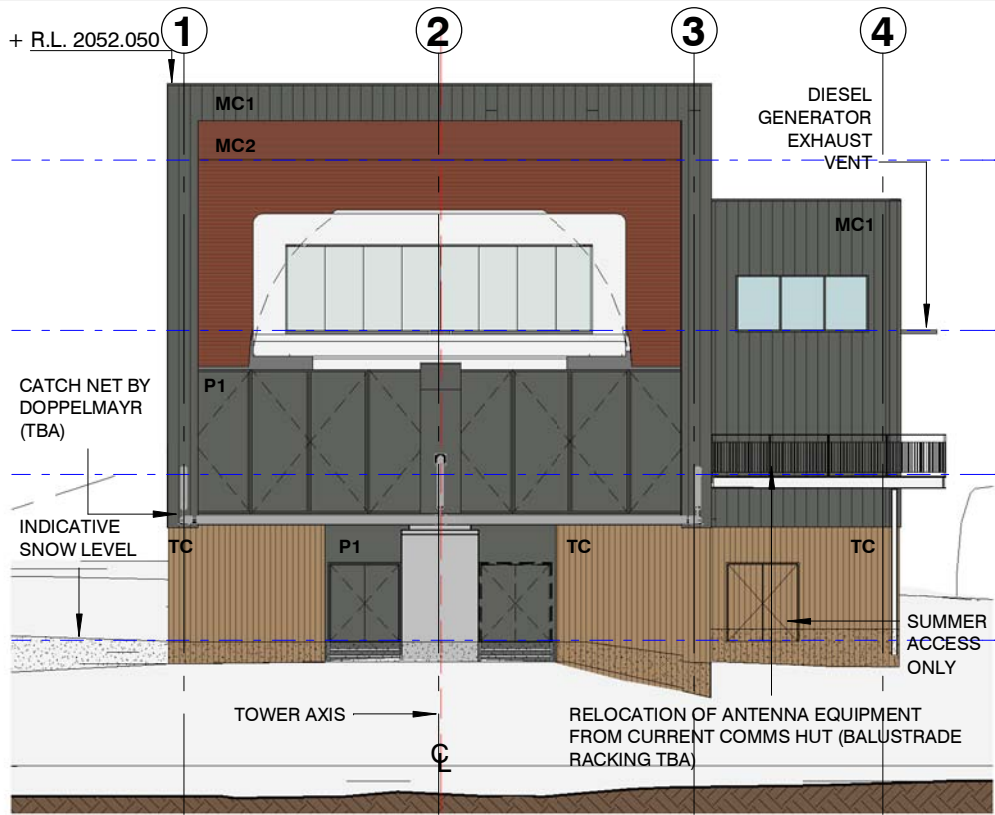 1
2
3
4
+ R.L. 2052.050
MC1
MC2
DIESEL
GENERATOR
EXHAUST
VENT
MC1
P1
CATCH NET BY
DOPPELMAYR
(TBA)
INDICATIVE
SNOW LEVEL
TC
P1
TC
TC
SUMMER
ACCESS
ONLY
TOWER AXIS
RELOCATION OF ANTENNA EQUIPMENT
FROM CURRENT COMMS HUT (BALUSTRADE
RACKING TBA)
℄